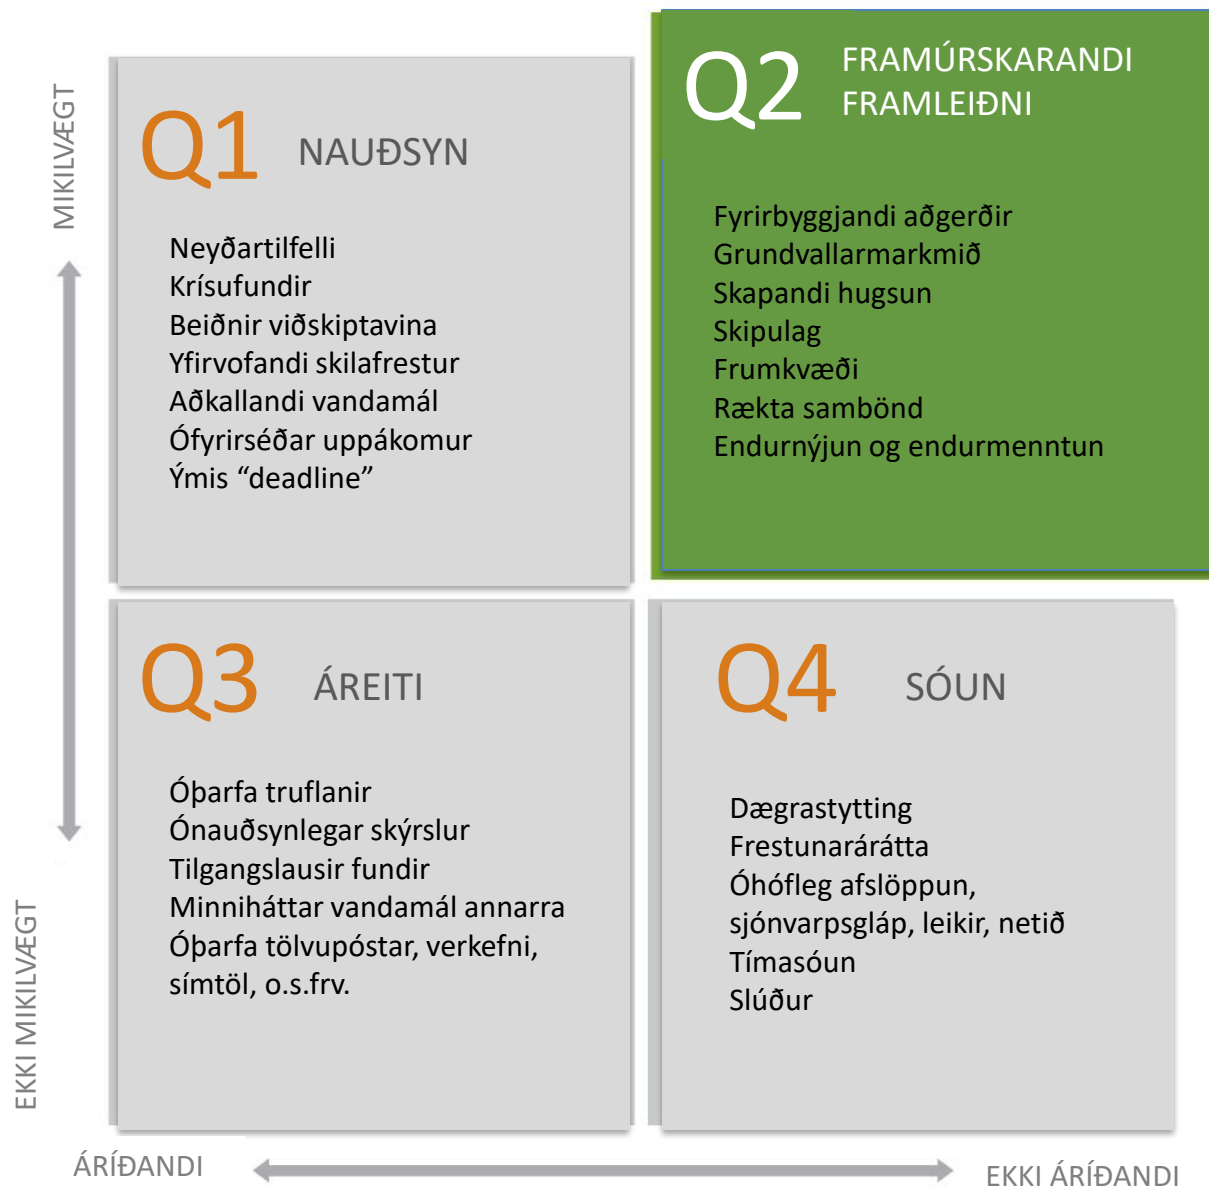 MIKILVÆGT
Q1 NAUÐSYN
Neyðartilfelli
Krísufundir
Beiðnir viðskiptavina
Yfirvofandi skilafrestur
Aðkallandi vandamál
Ófyrirséðar uppákomur
Ýmis “deadline”
Q2 FRAMÚRSKARANDI
FRAMLEIÐNI
Fyrirbyggjandi aðgerðir
Grundvallarmarkmið
Skapandi hugsun
Skipulag
Frumkvæði
Rækta sambönd
Endurnýjun og endurmenntun
EKKI MIKILVÆGT
Q3 ÁREITI
Óþarfa truflanir
Ónauðsynlegar skýrslur
Tilgangslausir fundir
Minniháttar vandamál annarra
Óþarfa tölvupóstar, verkefni,
símtöl, o.s.frv.
Q4 SÓUN
Dægrastytting
Frestunarárátta
Óhófleg afslöppun,
sjónvarpsgláp, leikir, netið
Tímasóun
Slúður
ÁRÍÐANDI
EKKI ÁRÍÐANDI